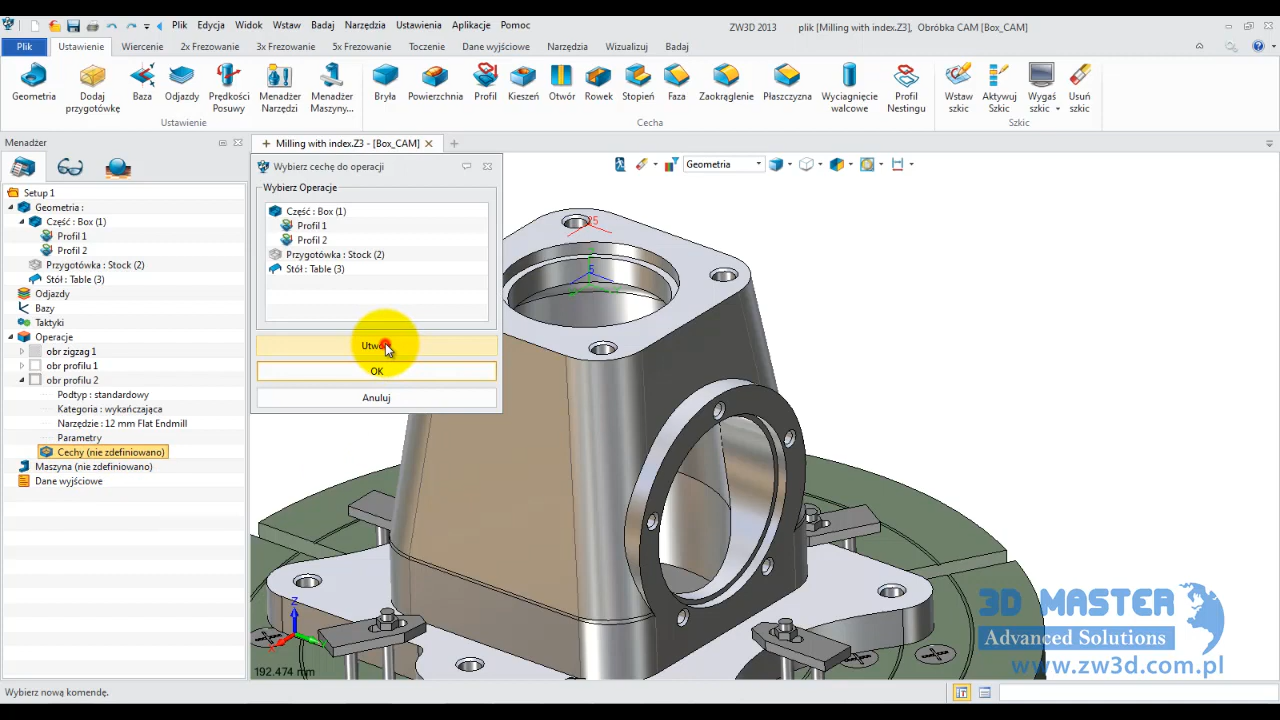 Plik Edycja Widok Wstaw Badaj Narzędzia Ustawienia Aplikacje Pomoc
ZW3D 2013 plik [Milling with index.Z3], Obróbka CAM [Box_CAM]
Plik Ustawienie Wiercenie 2x Frezowanie 3x Frezowanie 5x Frezowanie Toczenie Dane wyjściowe Narzędzia Wizualizuj Badaj
Geometria Dodaj przygotówkę Baza Odjazdy Prędkości Posuwy Menadżer Narzędzi Menadżer Maszyny...
Bryła Powierzchnia Profil Kieszeń Otwór Rowek Stopień Faza Zaokrąglenie Płaszczyzna Wyciągnięcie walcowe Profil Nestingu
Wstaw szkic Aktywuj Szkic Wygaś szkic Usuń szkic
Ustawienie Cecha Szkic
Menadżer
Milling with index.Z3 - [Box_CAM]
Geometria
Setup 1
Geometria :
Część : Box (1)
Profil 1
Profil 2
Przygotówka : Stock (2)
Stół : Table (3)
Odjazdy
Bazy
Taktyki
Operacje
obr zigzag 1
obr profilu 1
obr profilu 2
Podtyp : standardowy
Kategoria : wykańczająca
Narzędzie : 12 mm Flat Endmill
Parametry
Cechy (nie zdefiniowano)
Maszyna (nie zdefiniowano)
Dane wyjściowe
Wybierz cechę do operacji
Wybierz Operacje
Część : Box (1)
Profil 1
Profil 2
Przygotówka : Stock (2)
Stół : Table (3)
OK
Anuluj
Z
192.474 mm
3D MASTER
Advanced Solutions
www.zw3d.com.pl
Wybierz nową komendę.